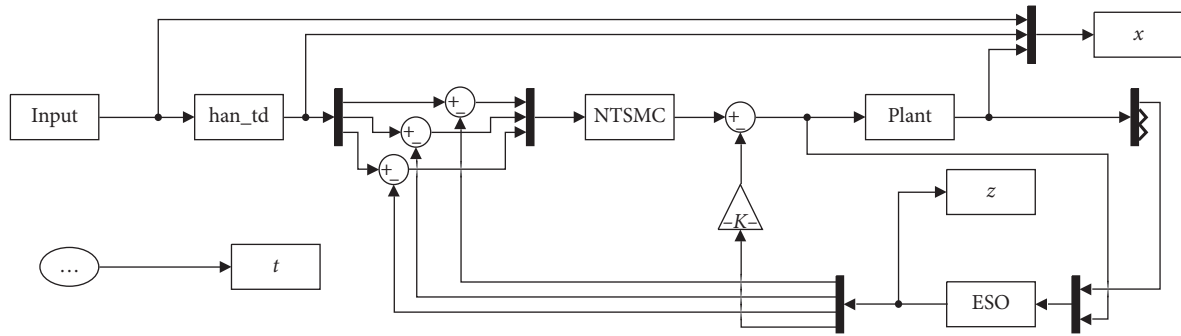 x
Input
han_td
NTSMC
Plant
+
−
+
−
+
−
+
−
z
–K–
…
t
ESO